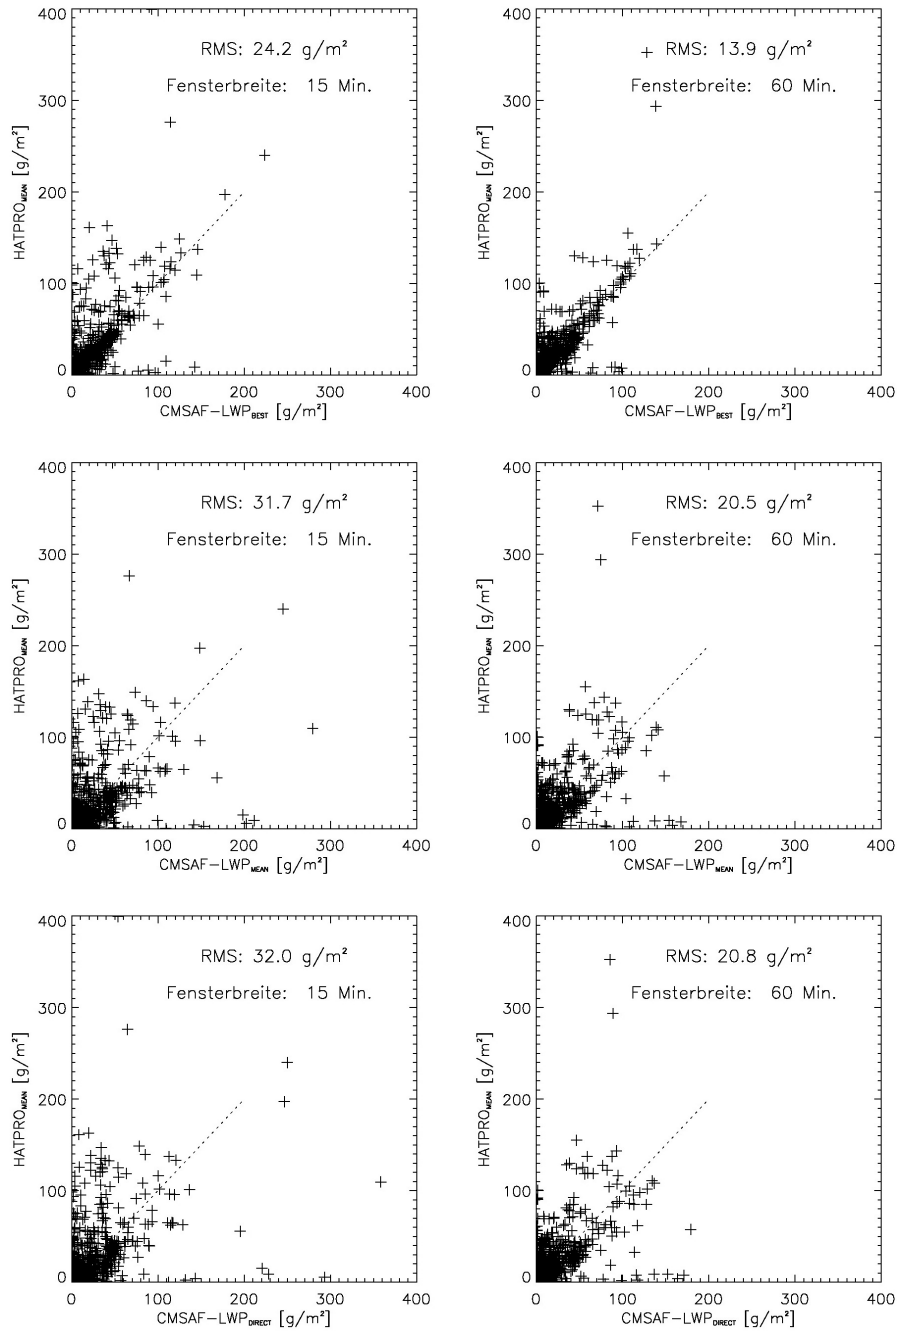 400
300
200
100
0
HATPRO_MEAN [g/m²]
RMS: 24.2 g/m²
Fensterbreite: 15 Min.
0 100 200 300 400
CMSAF-LWP_BEST [g/m²]
400
300
200
100
0
HATPRO_MEAN [g/m²]
RMS: 13.9 g/m²
Fensterbreite: 60 Min.
0 100 200 300 400
CMSAF-LWP_BEST [g/m²]
400
300
200
100
0
HATPRO_MEAN [g/m²]
RMS: 31.7 g/m²
Fensterbreite: 15 Min.
0 100 200 300 400
CMSAF-LWP_MEAN [g/m²]
400
300
200
100
0
HATPRO_MEAN [g/m²]
RMS: 20.5 g/m²
Fensterbreite: 60 Min.
0 100 200 300 400
CMSAF-LWP_MEAN [g/m²]
400
300
200
100
0
HATPRO_MEAN [g/m²]
RMS: 32.0 g/m²
Fensterbreite: 15 Min.
0 100 200 300 400
CMSAF-LWP_DIRECT [g/m²]
400
300
200
100
0
HATPRO_MEAN [g/m²]
RMS: 20.8 g/m²
Fensterbreite: 60 Min.
0 100 200 300 400
CMSAF-LWP_DIRECT [g/m²]